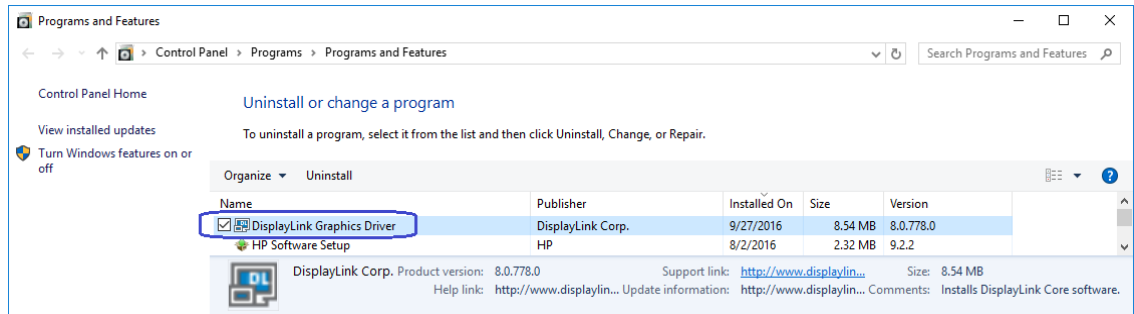 Programs and Features
Control Panel > Programs > Programs and Features
Search Programs and Features
Control Panel Home
View installed updates
Turn Windows features on or
off
Uninstall or change a program
To uninstall a program, select it from the list and then click Uninstall, Change, or Repair.
Organize Uninstall
Name Publisher Installed On Size Version
DisplayLink Graphics Driver DisplayLink Corp. 9/27/2016 8.54 MB 8.0.778.0
HP Software Setup HP 8/2/2016 2.32 MB 9.2.2
DL
DisplayLink Corp. Product version: 8.0.778.0 Support link: http://www.displaylin... Size: 8.54 MB
Help link: http://www.displaylin... Update information: http://www.displaylin... Comments: Installs DisplayLink Core software.